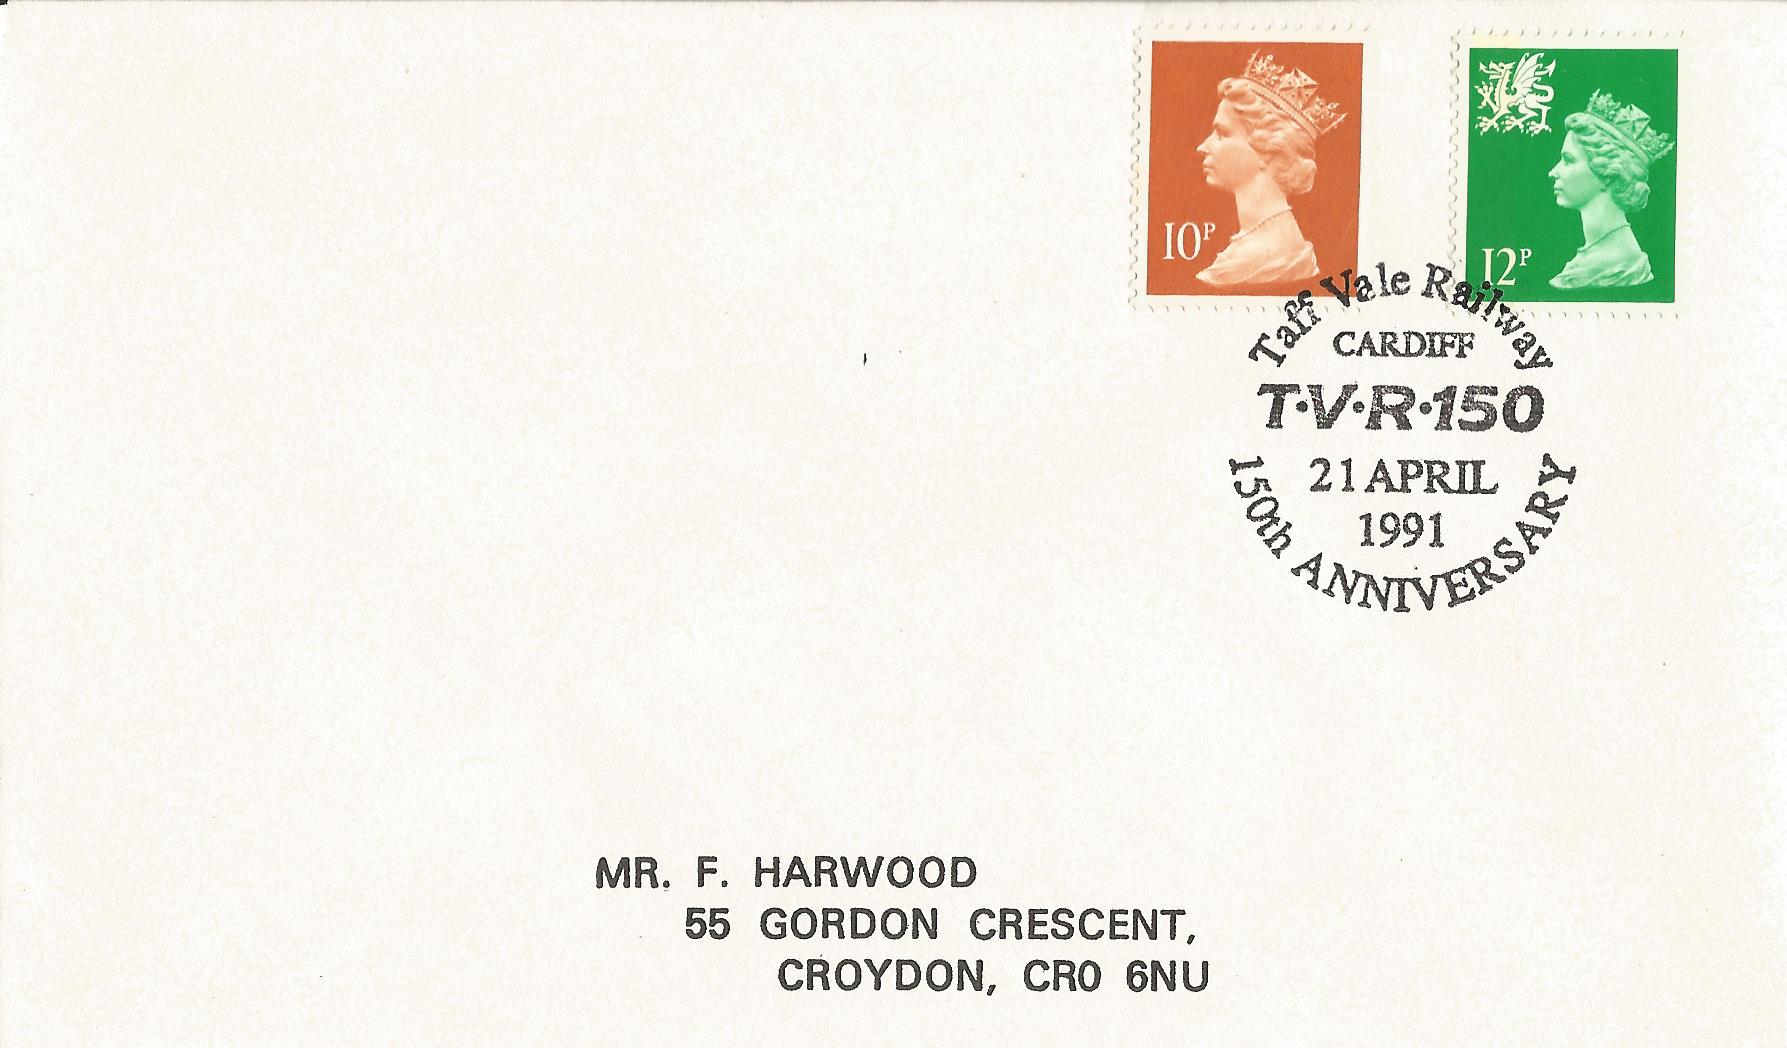 10P
12P
Taff Vale Railway
CARDIFF
T·V·R·150
21 APRIL
1991
150th ANNIVERSARY
MR. F. HARWOOD
55 GORDON CRESCENT,
CROYDON, CR0 6NU